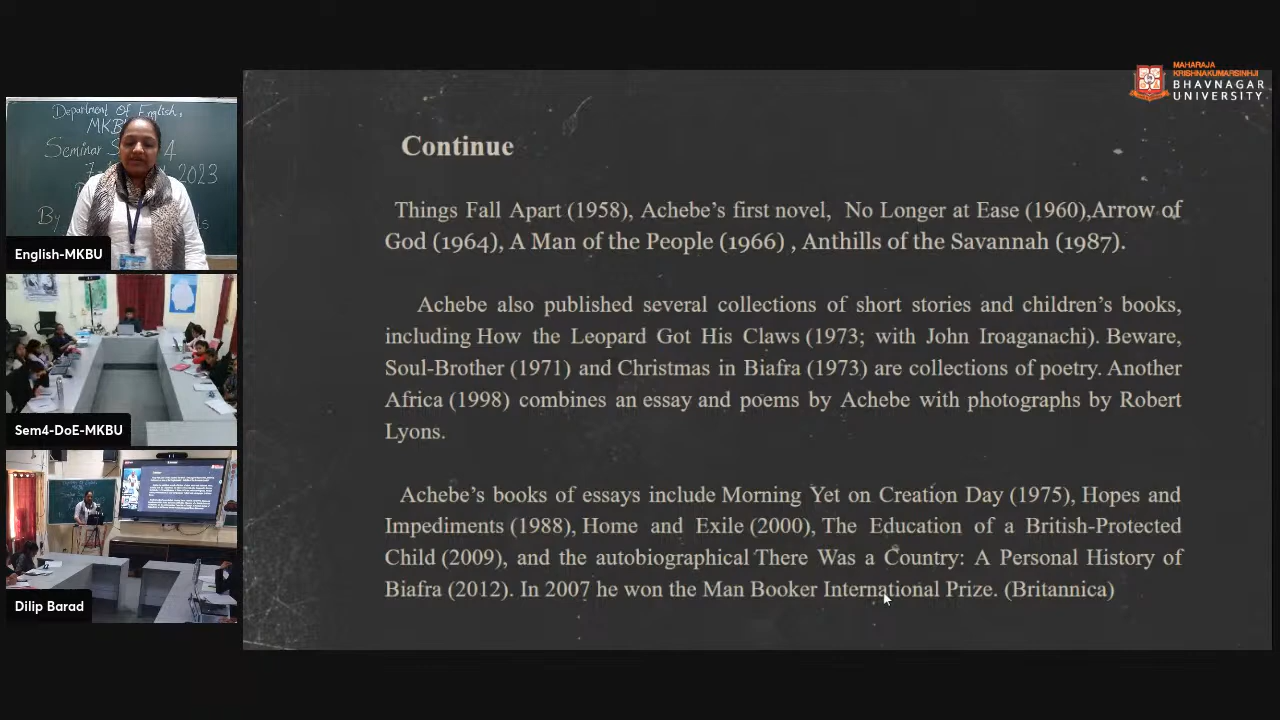 MAHARAJA
KRISHNAKUMARSINHJI
BHAVNAGAR
UNIVERSITY
Department Of English,
MKB
Seminar S 4
2023
By
English-MKBU
Sem4-DoE-MKBU
Dilip Barad
Continue
Things Fall Apart (1958), Achebe’s first novel, No Longer at Ease (1960),Arrow of
God (1964), A Man of the People (1966) , Anthills of the Savannah (1987).
Achebe also published several collections of short stories and children’s books,
including How the Leopard Got His Claws (1973; with John Iroaganachi). Beware,
Soul-Brother (1971) and Christmas in Biafra (1973) are collections of poetry. Another
Africa (1998) combines an essay and poems by Achebe with photographs by Robert
Lyons.
Achebe’s books of essays include Morning Yet on Creation Day (1975), Hopes and
Impediments (1988), Home and Exile (2000), The Education of a British-Protected
Child (2009), and the autobiographical There Was a Country: A Personal History of
Biafra (2012). In 2007 he won the Man Booker International Prize. (Britannica)